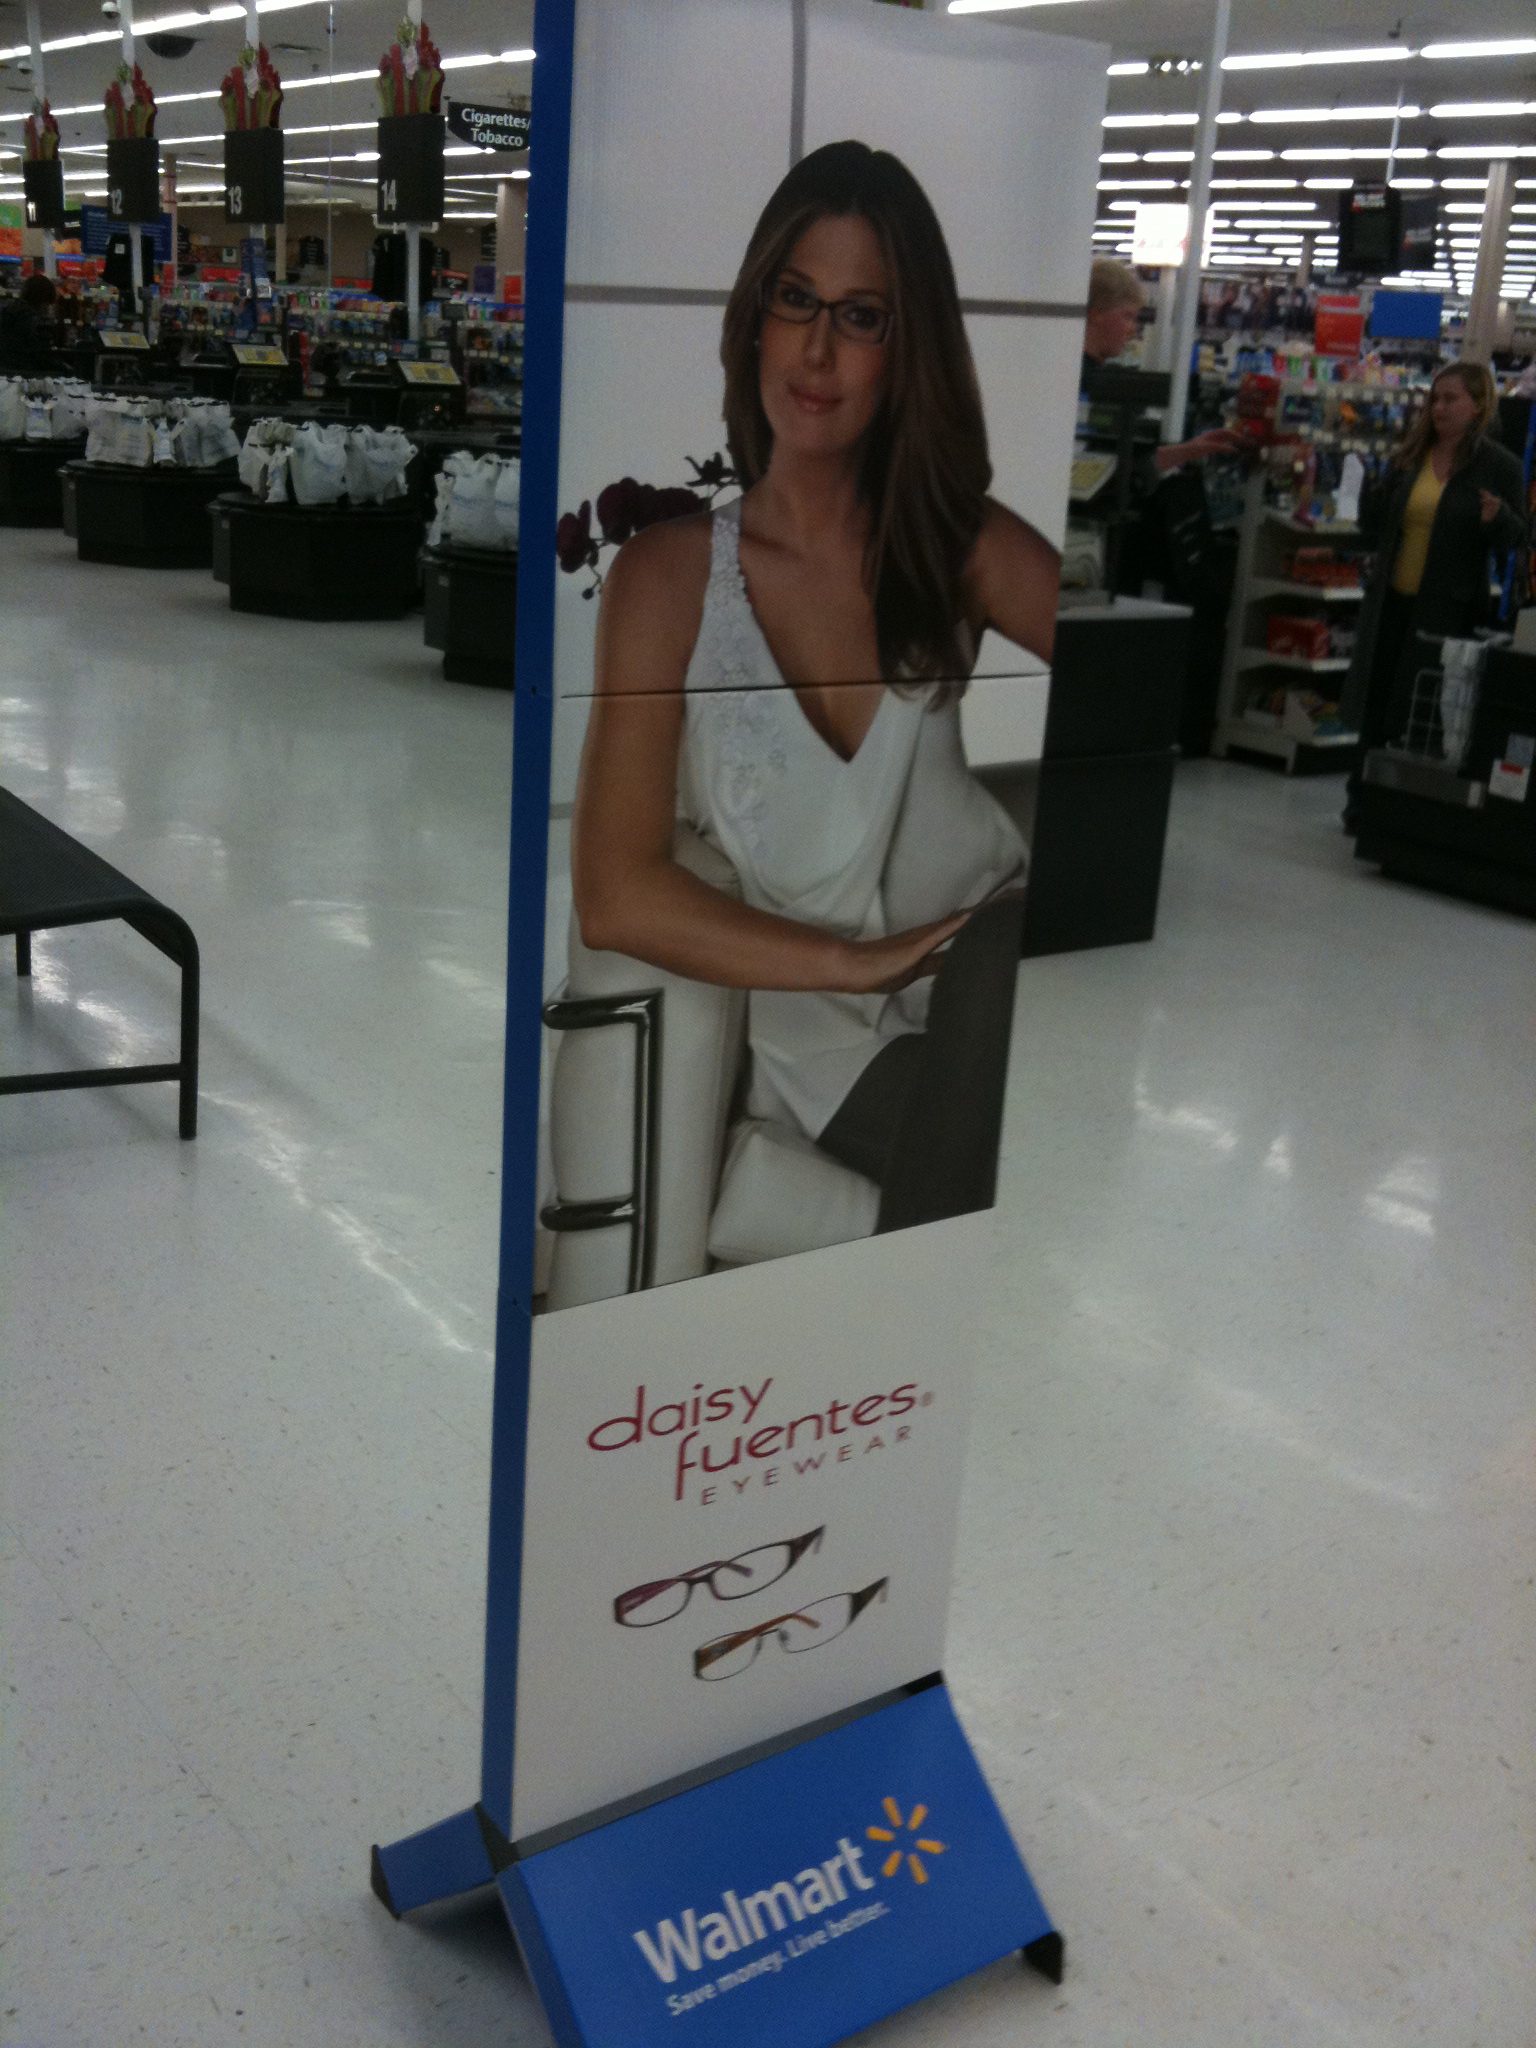 Cigarettes/
Tobacco
11
12
13
14
daisy
fuentes®
EYEWEAR
Walmart
Save money. Live better.